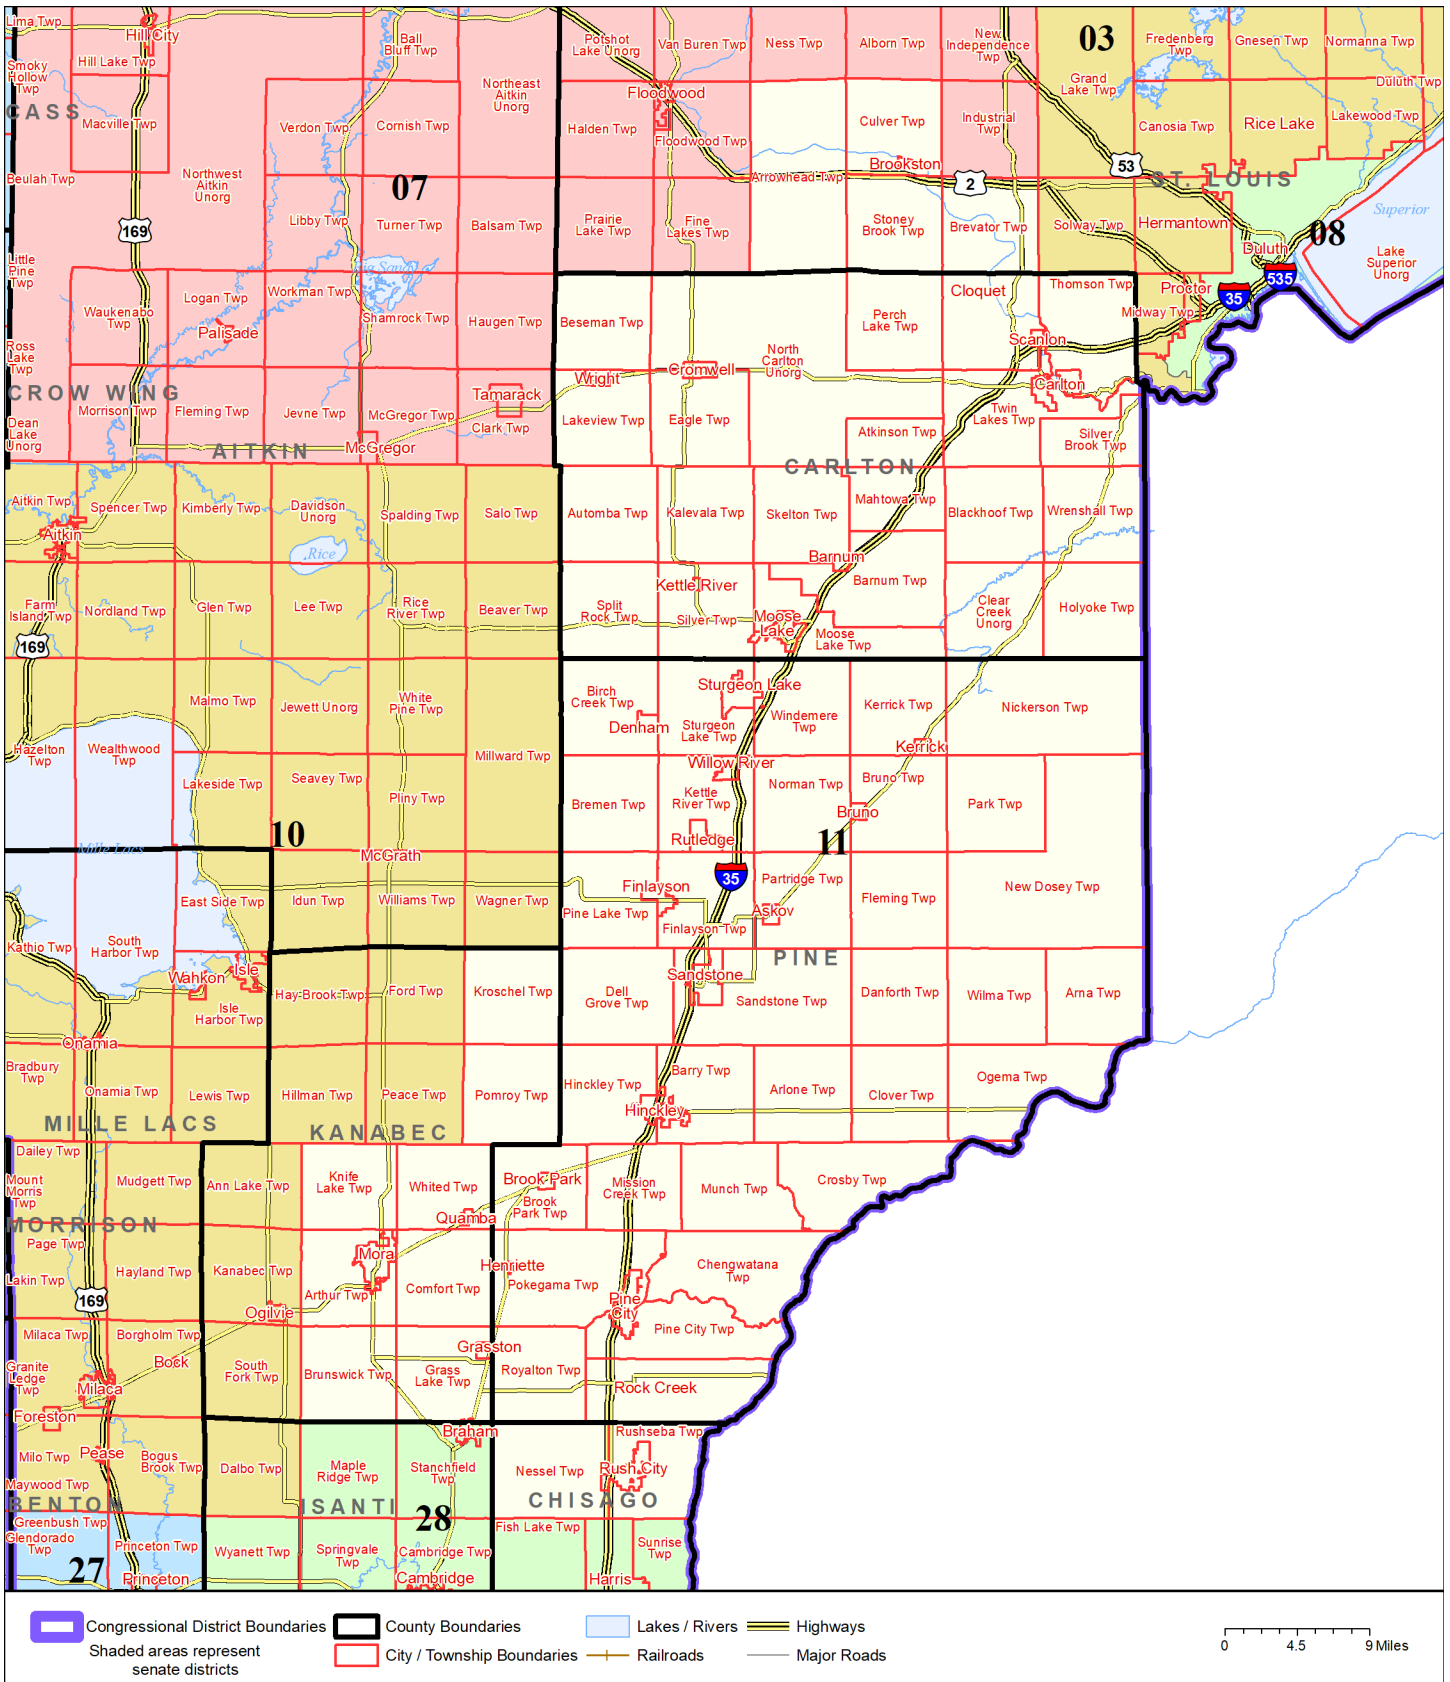 Lima Twp
Hill City
Hill Lake Twp
Smoky
Hollow
Twp
CASS
Macville Twp
Beulah Twp
Northwest
Aitkin
Unorg
169
Little
Pine
Twp
Ball
Bluff Twp
Northeast
Aitkin
Unorg
Verdon Twp
Cornish Twp
07
Libby Twp
Turner Twp
Balsam Twp
Potshot
Lake Unorg
Van Buren Twp
Ness Twp
Alborn Twp
New
Independence
Twp
03
Fredenberg
Twp
Gnesen Twp
Normanna Twp
Grand
Lake Twp
Duluth Twp
Floodwood
Halden Twp
Floodwood Twp
Culver Twp
Industrial
Twp
Canosia Twp
Rice Lake
Lakewood Twp
Brookston
Arrowhead Twp
2
53
ST. LOUIS
Prairie
Lake Twp
Fine
Lakes Twp
Stoney
Brook Twp
Brevator Twp
Solway Twp
Hermantown
Superior
08
Duluth
Lake
Superior
Unorg
535
35
Proctor
Midway Twp
Waukenabo
Twp
Logan Twp
Workman Twp
Palisade
Big Sandy
Shamrock Twp
Haugen Twp
Beseman Twp
Perch
Lake Twp
Cloquet
Thomson Twp
Scanlon
Ross
Lake
Twp
CROW WING
Morrison Twp
Fleming Twp
Jevne Twp
McGregor Twp
Tamarack
Clark Twp
Wright
Cromwell
North
Carlton
Unorg
Carlton
Twin
Lakes Twp
Dean
Lake
Unorg
AITKIN
McGregor
Lakeview Twp
Eagle Twp
Atkinson Twp
Silver
Brook Twp
CARLTON
Aitkin Twp
Aitkin
Spencer Twp
Kimberly Twp
Davidson
Unorg
Spalding Twp
Salo Twp
Rice
Automba Twp
Kalevala Twp
Skelton Twp
Mahtowa Twp
Blackhoof Twp
Wrenshall Twp
Barnum
Barnum Twp
Kettle River
Farm
Island Twp
Nordland Twp
Glen Twp
Lee Twp
Rice
River Twp
Beaver Twp
Split
Rock Twp
Silver Twp
Moose
Lake
Moose
Lake Twp
Clear
Creek
Unorg
Holyoke Twp
169
Malmo Twp
Jewett Unorg
White
Pine Twp
Millward Twp
Birch
Creek Twp
Denham
Sturgeon Lake
Sturgeon
Lake Twp
Windemere
Twp
Kerrick Twp
Nickerson Twp
Kerrick
Hazelton
Twp
Wealthwood
Twp
Lakeside Twp
Seavey Twp
Pliny Twp
Willow River
Bremen Twp
Kettle
River Twp
Norman Twp
Bruno Twp
Bruno
Park Twp
Rutledge
11
10
Mille Lacs
McGrath
East Side Twp
Idun Twp
Williams Twp
Wagner Twp
Finlayson
35
Pine Lake Twp
Finlayson Twp
Partridge Twp
Askov
Fleming Twp
New Dosey Twp
Kathio Twp
South
Harbor Twp
Wahkon
Isle
Isle
Harbor Twp
Hay Brook Twp
Ford Twp
Kroschel Twp
Dell
Grove Twp
Sandstone
Sandstone Twp
PINE
Danforth Twp
Wilma Twp
Arna Twp
Onamia
Bradbury
Twp
Onamia Twp
Lewis Twp
Hillman Twp
Peace Twp
Pomroy Twp
Hinckley Twp
Barry Twp
Hinckley
Arlone Twp
Clover Twp
Ogema Twp
MILLE LACS
KANABEC
Dailey Twp
Mount
Morris
Twp
Mudgett Twp
Ann Lake Twp
Knife
Lake Twp
Whited Twp
Brook Park
Brook
Park Twp
Mission
Creek Twp
Munch Twp
Crosby Twp
MORRISON
Page Twp
Lakin Twp
Hayland Twp
Kanabec Twp
Quamba
Mora
Arthur Twp
Comfort Twp
Henriette
Pokegama Twp
Chengwatana
Twp
169
Ogilvie
Pine
City
Pine City Twp
Milaca Twp
Borgholm Twp
Bock
Granite
Ledge
Twp
Milaca
Foreston
South
Fork Twp
Brunswick Twp
Grass
Lake Twp
Grasston
Royalton Twp
Rock Creek
Braham
Rushseba Twp
Milo Twp
Pease
Bogus
Brook Twp
Dalbo Twp
Maple
Ridge Twp
Stanchfield
Twp
Nessel Twp
Rush City
Maywood Twp
BENTON
ISANTI
CHISAGO
28
Greenbush Twp
Glendorado
Twp
27
Princeton Twp
Princeton
Wyanett Twp
Springvale
Twp
Cambridge Twp
Cambridge
Fish Lake Twp
Sunrise
Twp
Harris
Congressional District Boundaries
County Boundaries
Lakes / Rivers
Highways
Shaded areas represent
senate districts
City / Township Boundaries
Railroads
Major Roads
0 4.5 9 Miles